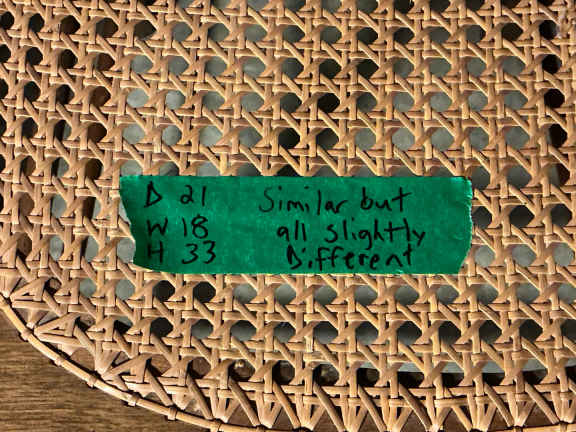 D 21 Similar but
W 18 all slightly
H 33 Different